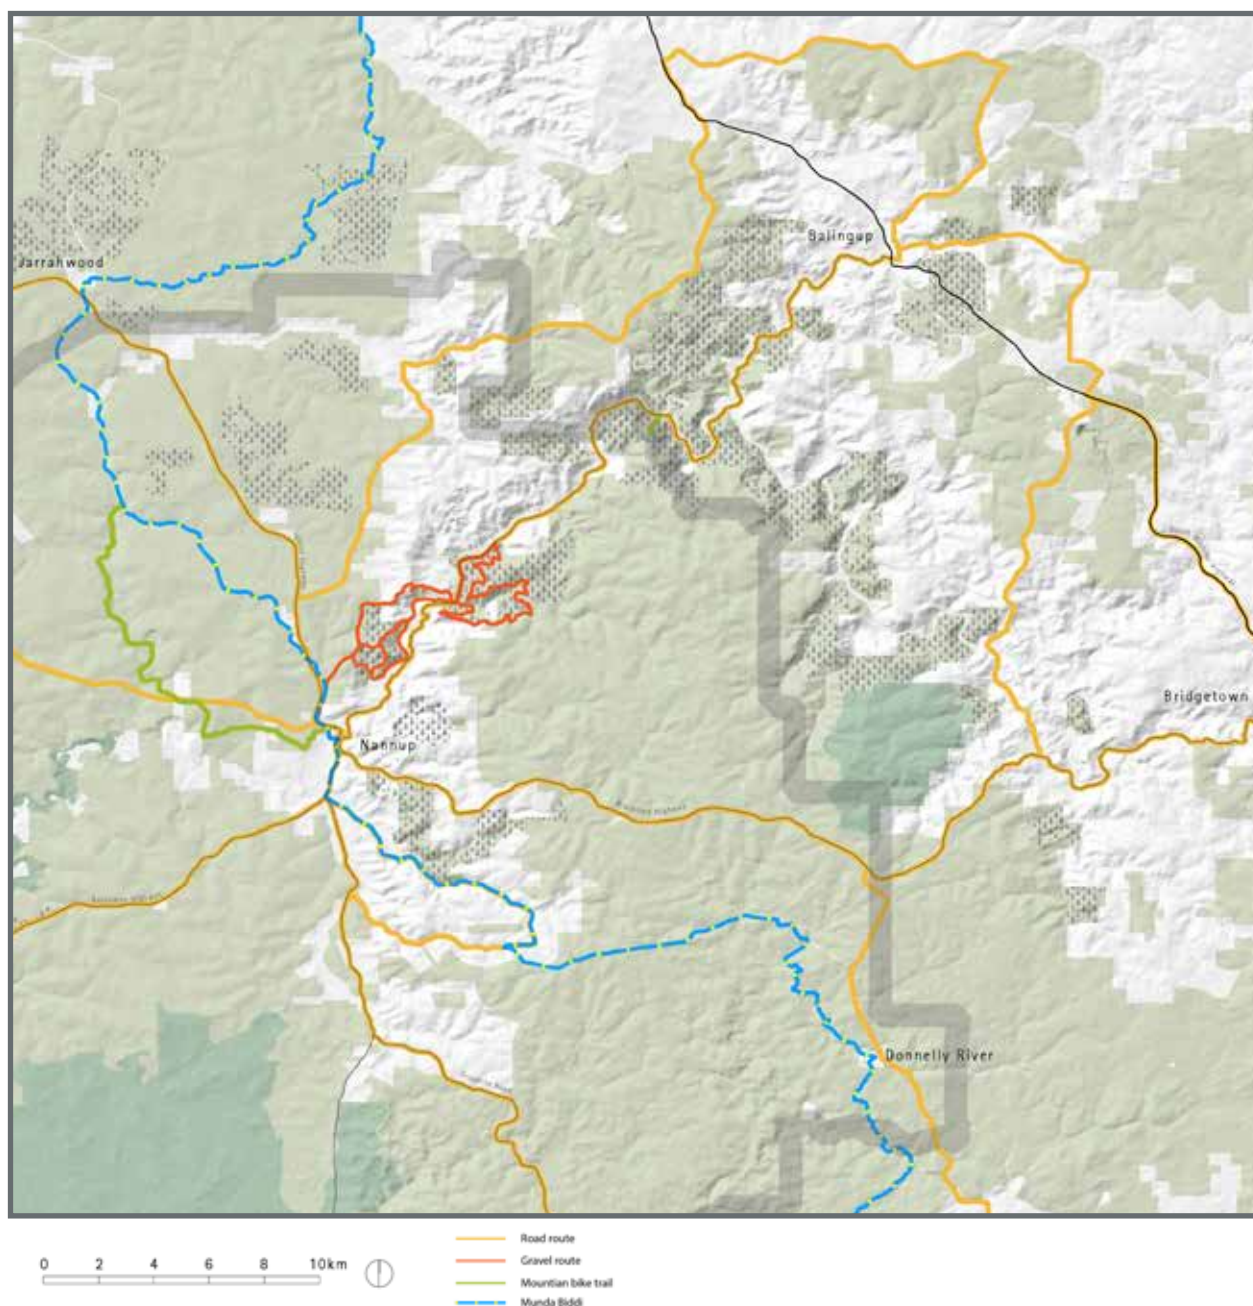 Balingup
Jarrahwood
Bridgetown
Nannup
Donnelly River
0 2 4 6 8 10km
Road route
Gravel route
Mountian bike trail
Munda Biddi